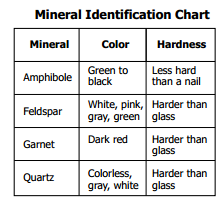 Mineral Identification Chart
Mineral Color Hardness
Amphibole Green to black Less hard than a nail
Feldspar White, pink, gray, green Harder than glass
Garnet Dark red Harder than glass
Quartz Colorless, gray, white Harder than glass